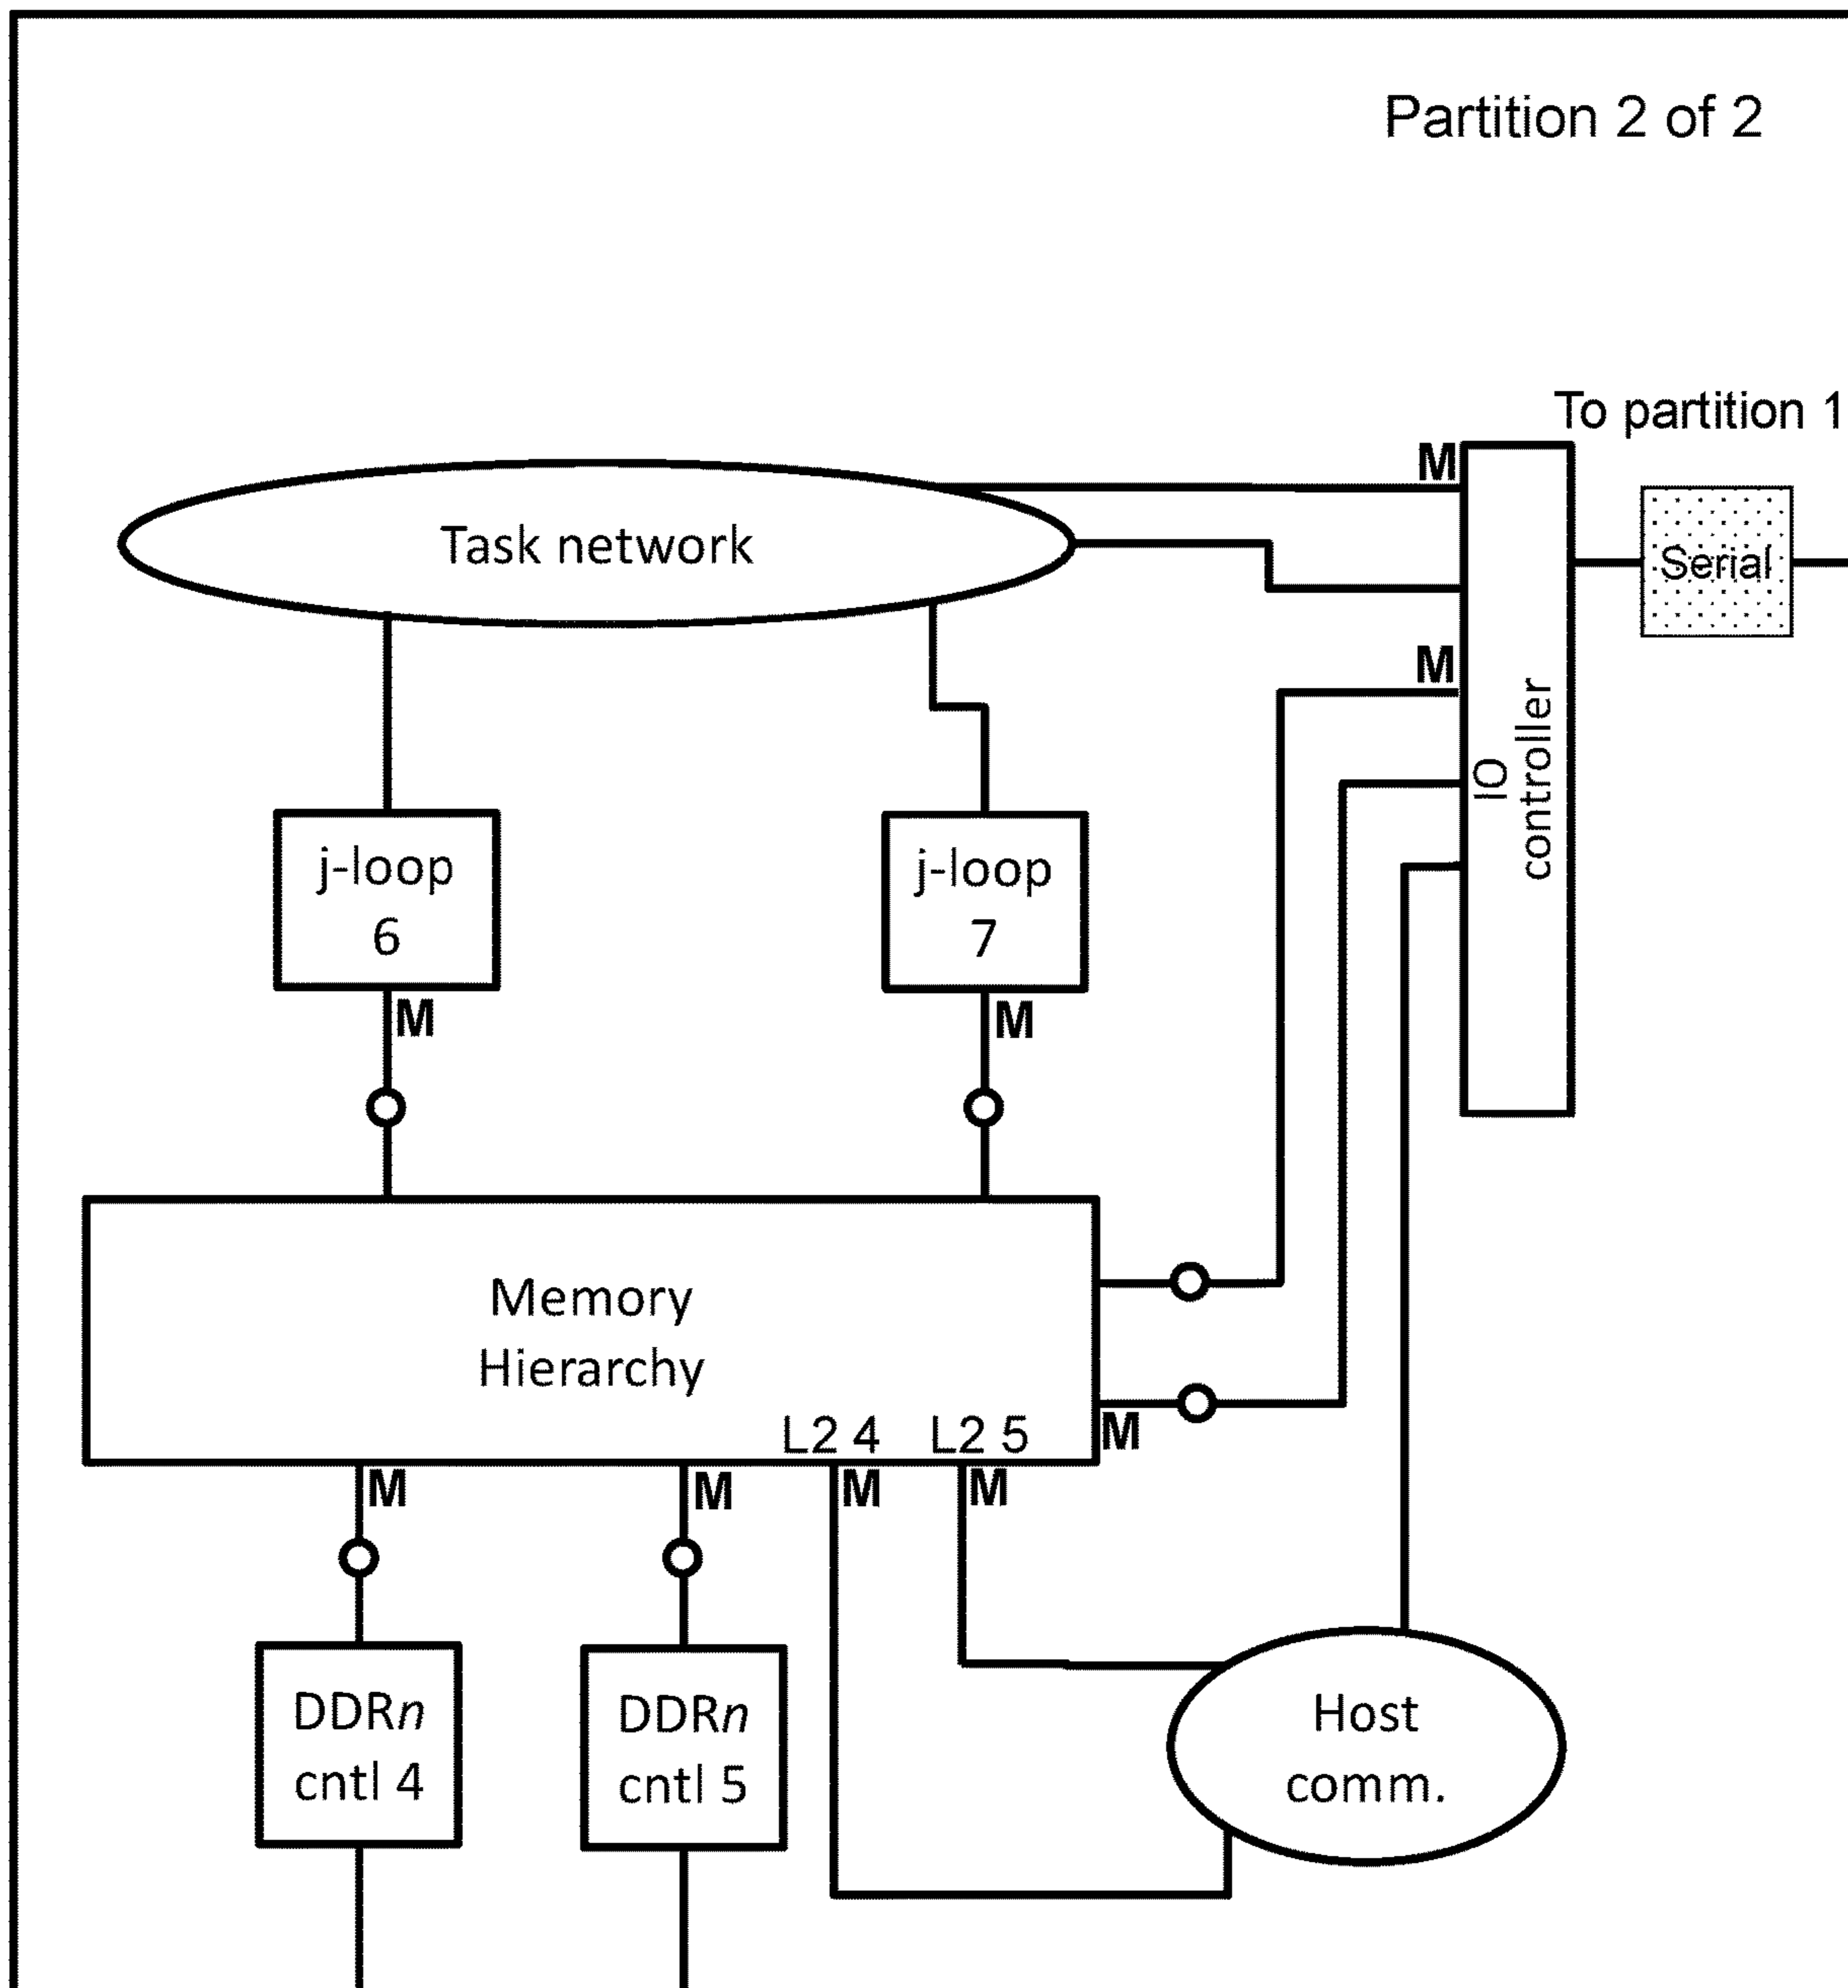 Partition 2 of 2
To partition 1
M
Task network
Serial
M
IO
controller
j-loop
6
j-loop
7
M
M
Memory
Hierarchy
L2 4
L2 5
M
M
M
M
M
DDRn
cntl 4
DDRn
cntl 5
Host
comm.